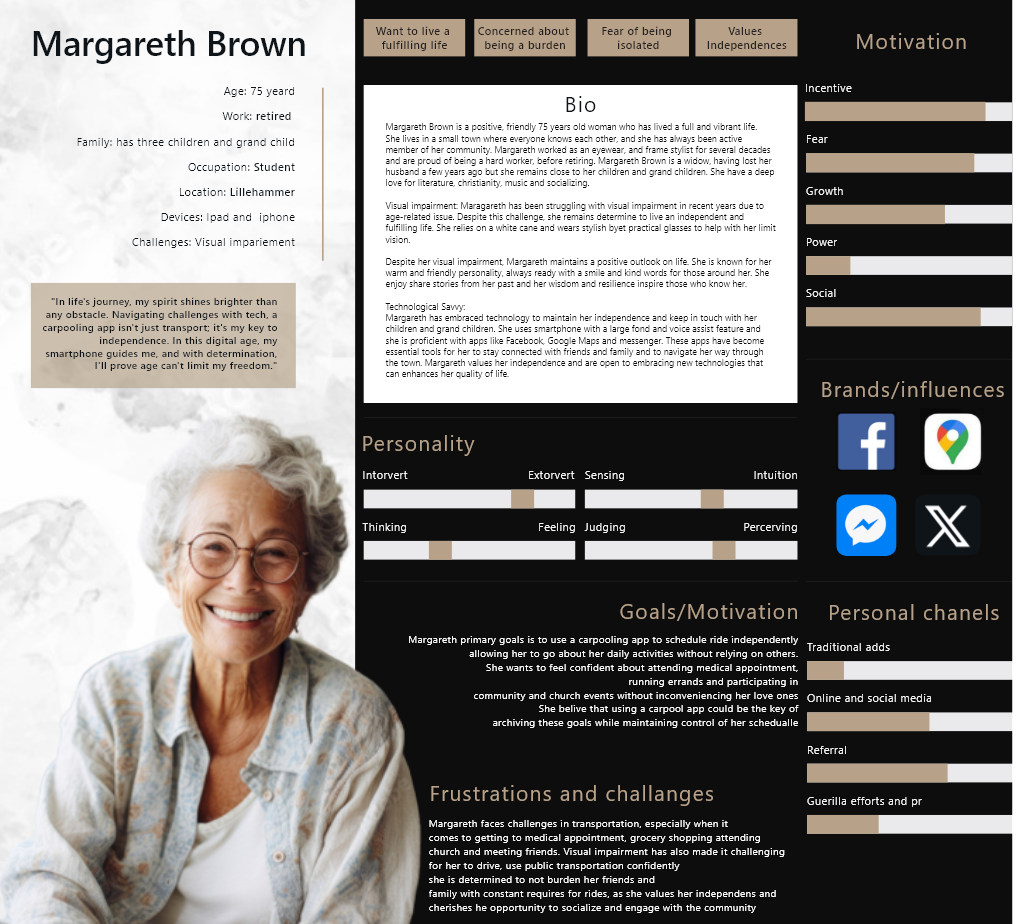 Margareth Brown
Age: 75 yeard
Work: retired
Family: has three children and grand child
Occupation: Student
Location: Lillehammer
Devices: Ipad and iphone
Challenges: Visual impariement
"In life's journey, my spirit shines brighter than
any obstacle. Navigating challenges with tech, a
carpooling app isn't just transport; it's my key to
independence. In this digital age, my
smartphone guides me, and with determination,
I'll prove age can't limit my freedom."
Want to live a
fulfilling life
Concerned about
being a burden
Fear of being
isolated
Values
Independences
Bio
Margareth Brown is a positive, friendly 75 years old woman who has lived a full and vibrant life.
She lives in a small town where everyone knows each other, and she has always been active
member of her community. Margareth worked as an eyewear, and frame stylist for several decades
and are proud of being a hard worker, before retiring. Margareth Brown is a widow, having lost her
husband a few years ago but she remains close to her children and grand children. She have a deep
love for literature, christianity, music and socializing.
Visual impairment: Maragareth has been struggling with visual impairment in recent years due to
age-related issue. Despite this challenge, she remains determine to live an independent and
fulfilling life. She relies on a white cane and wears stylish byet practical glasses to help with her limit
vision.
Despite her visual impairment, Margareth maintains a positive outlook on life. She is known for her
warm and friendly personality, always ready with a smile and kind words for those around her. She
enjoy share stories from her past and her wisdom and resilience inspire those who know her.
Technological Savvy:
Margareth has embraced technology to maintain her independence and keep in touch with her
children and grand children. She uses smartphone with a large fond and voice assist feature and
she is proficient with apps like Facebook, Google Maps and messenger. These apps have become
essential tools for her to stay connected with friends and family and to navigate her way through
the town. Margareth values her independence and are open to embracing new technologies that
can enhances her quality of life.
Personality
Intorvert Extorvert
Sensing Intuition
Thinking Feeling
Judging Percerving
Goals/Motivation
Margareth primary goals is to use a carpooling app to schedule ride independently
allowing her to go about her daily activities without relying on others.
She wants to feel confident about attending medical appointment,
running errands and participating in
community and church events without inconveniencing her love ones
She belive that using a carpool app could be the key of
archiving these goals while maintaining control of her schedualle
Frustrations and challanges
Margareth faces challenges in transportation, especially when it
comes to getting to medical appointment, grocery shopping attending
church and meeting friends. Visual impairment has also made it challenging
for her to drive, use public transportation confidently
she is determined to not burden her friends and
family with constant requires for rides, as she values her independens and
cherishes he opportunity to socialize and engage with the community
Motivation
Incentive
Fear
Growth
Power
Social
Brands/influences
Personal chanels
Traditional adds
Online and social media
Referral
Guerilla efforts and pr